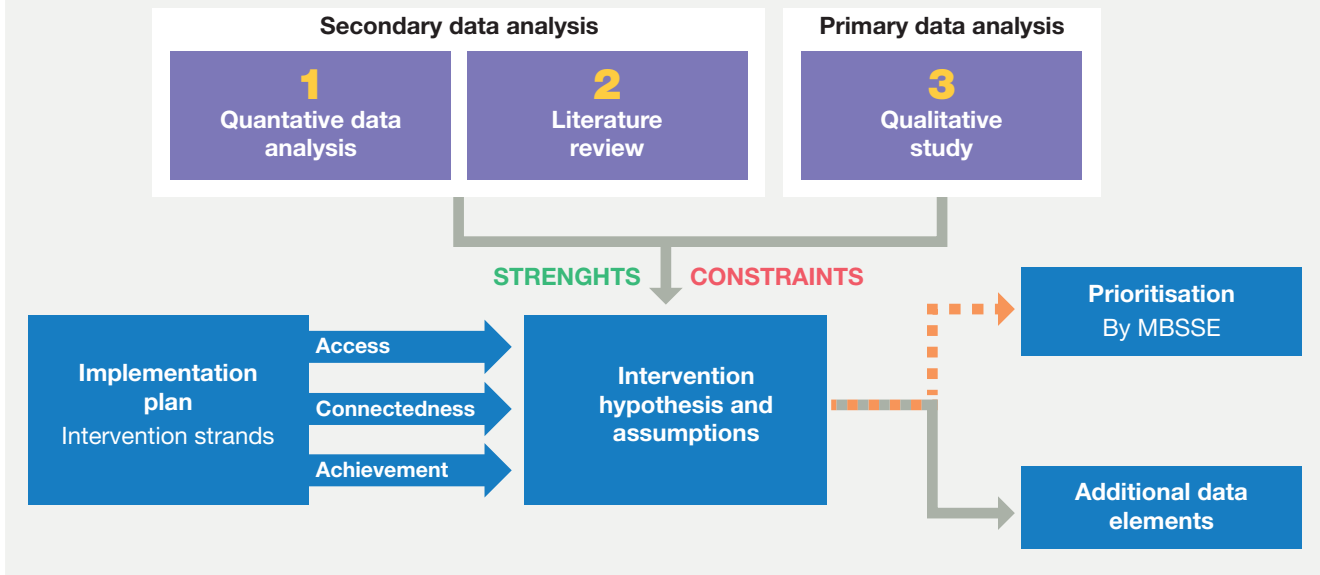 Secondary data analysis
Primary data analysis
1
Quantative data
analysis
2
Literature
review
3
Qualitative
study
STRENGHTS
CONSTRAINTS
Implementation
plan
Intervention strands
Access
Connectedness
Achievement
Intervention
hypothesis and
assumptions
Prioritisation
By MBSSE
Additional data
elements